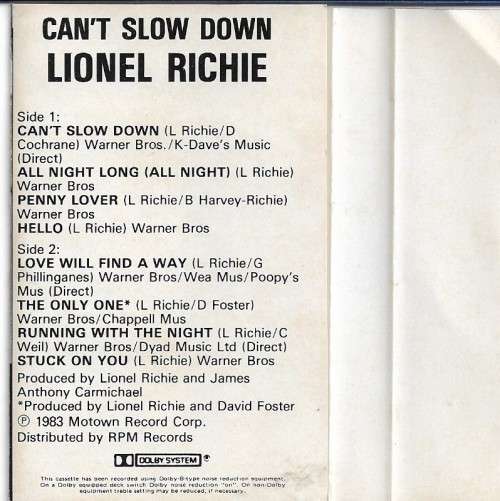 CAN'T SLOW DOWN
LIONEL RICHIE
Side 1:
CAN'T SLOW DOWN (L Richie/D
Cochrane) Warner Bros./K-Dave's Music
(Direct)
ALL NIGHT LONG (ALL NIGHT) (L Richie)
Warner Bros
PENNY LOVER (L Richie/B Harvey-Richie)
Warner Bros
HELLO (L Richie) Warner Bros
Side 2:
LOVE WILL FIND A WAY (L Richie/G
Phillinganes) Warner Bros/Wea Mus/Poopy's
Mus (Direct)
THE ONLY ONE* (L Richie/D Foster)
Warner Bros/Chappell Mus
RUNNING WITH THE NIGHT (L Richie/C
Weil) Warner Bros/Dyad Music Ltd (Direct)
STUCK ON YOU (L Richie) Warner Bros
Produced by Lionel Richie and James
Anthony Carmichael
*Produced by Lionel Richie and David Foster
℗ 1983 Motown Record Corp.
Distributed by RPM Records
DOLBY SYSTEM ®
This cassette has been recorded using Dolby B-type noise reduction equipment.
On a Dolby equipped deck switch Dolby noise reduction "on". On non-Dolby
equipment treble setting may be reduced, if necessary.